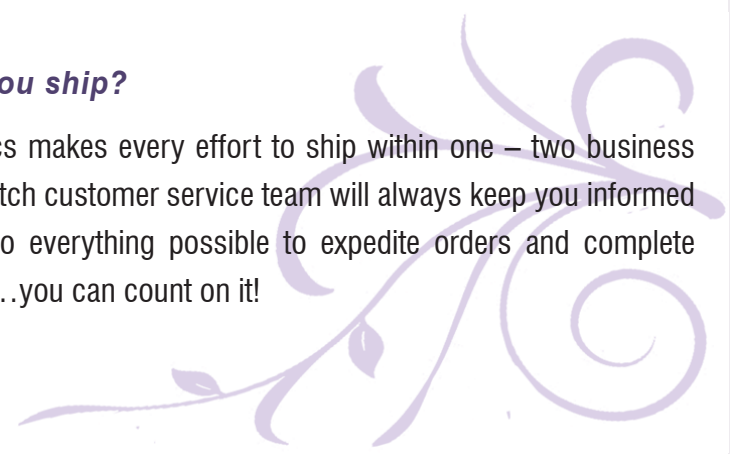 ou ship?
cs makes every effort to ship within one – two business
tch customer service team will always keep you informed
o everything possible to expedite orders and complete
. .you can count on it!